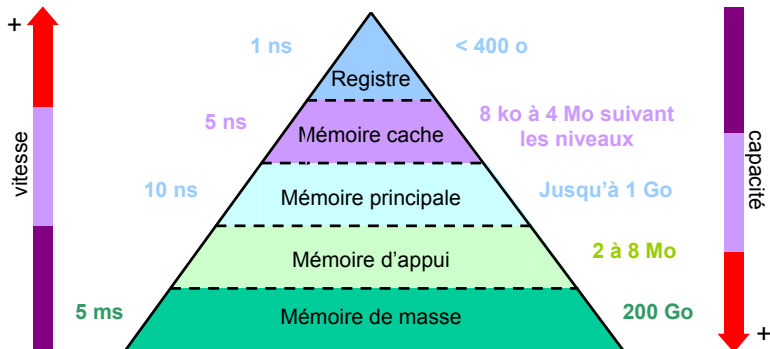 +
1 ns
< 400 o
Registre
5 ns
Mémoire cache
8 ko à 4 Mo suivant
les niveaux
vitesse
capacité
10 ns
Mémoire principale
Jusqu'à 1 Go
Mémoire d'appui
2 à 8 Mo
5 ms
Mémoire de masse
200 Go
+